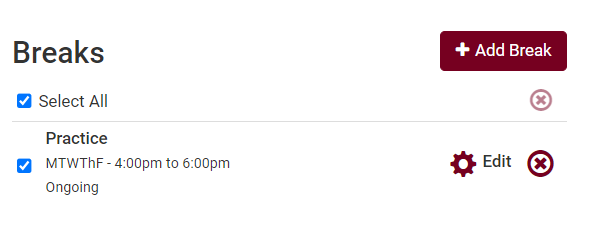 Breaks
+ Add Break
Select All
Practice
MTWThF - 4:00pm to 6:00pm
Edit
Ongoing